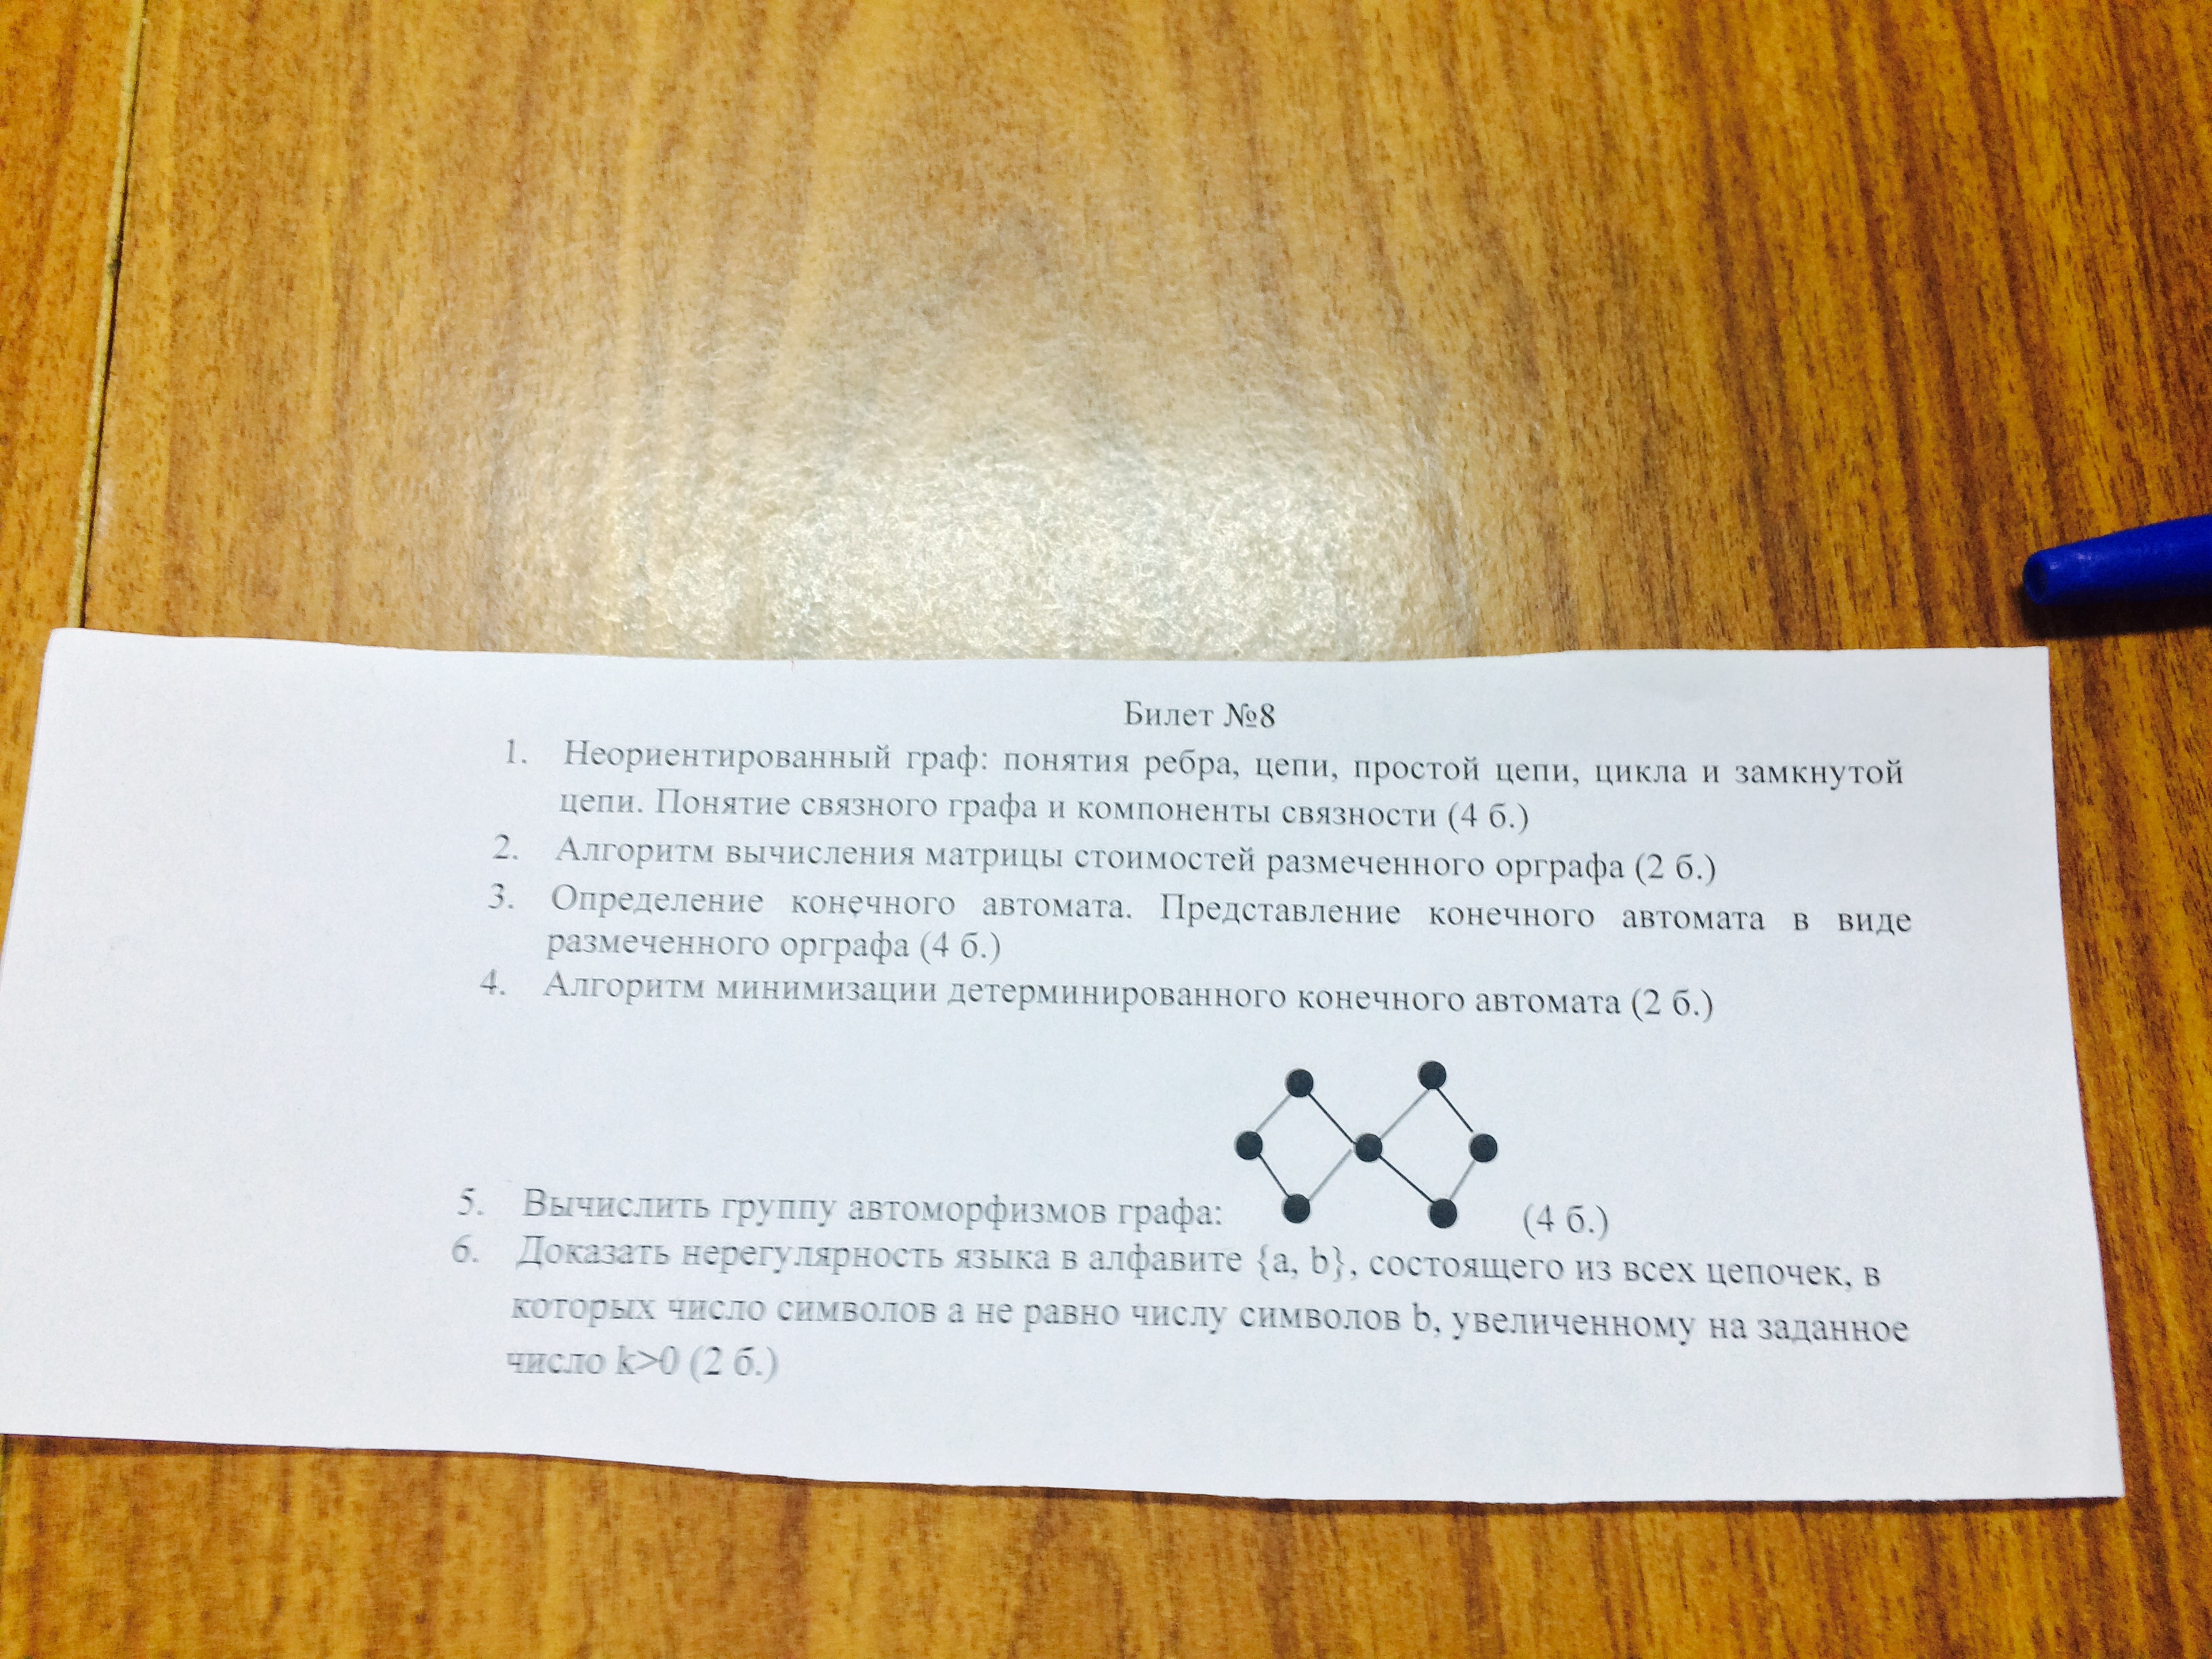 Билет №8
1. Неориентированный граф: понятия ребра, цепи, простой цепи, цикла и замкнутой
цепи. Понятие связного графа и компоненты связности (4 б.)
2. Алгоритм вычисления матрицы стоимостей размеченного орграфа (2 б.)
3. Определение конечного автомата. Представление конечного автомата в виде
размеченного орграфа (4 б.)
4. Алгоритм минимизации детерминированного конечного автомата (2 б.)
5. Вычислить группу автоморфизмов графа: (4 б.)
6. Доказать нерегулярность языка в алфавите {a, b}, состоящего из всех цепочек, в
которых число символов a не равно числу символов b, увеличенному на заданное
число k>0 (2 б.)